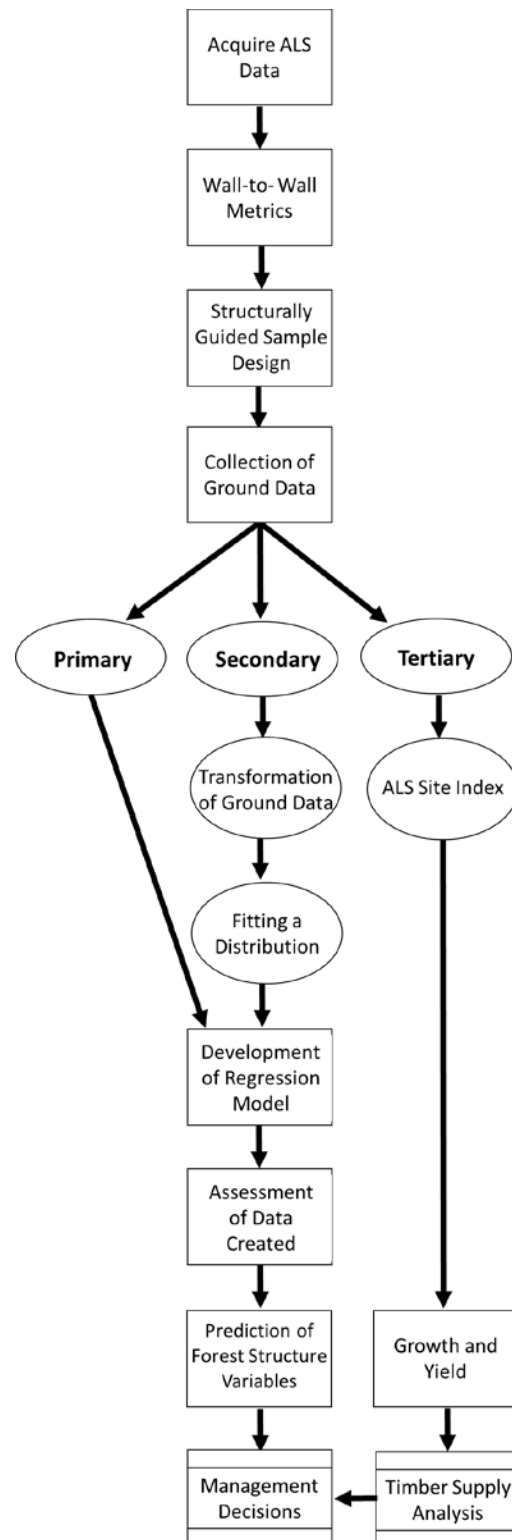 Acquire ALS
Data
Wall-to- Wall
Metrics
Structurally
Guided Sample
Design
Collection of
Ground Data
Primary
Secondary
Tertiary
Transformation
of Ground Data
ALS Site Index
Fitting a
Distribution
Development
of Regression
Model
Assessment
of Data
Created
Prediction of
Forest Structure
Variables
Growth and
Yield
Management
Decisions
Timber Supply
Analysis